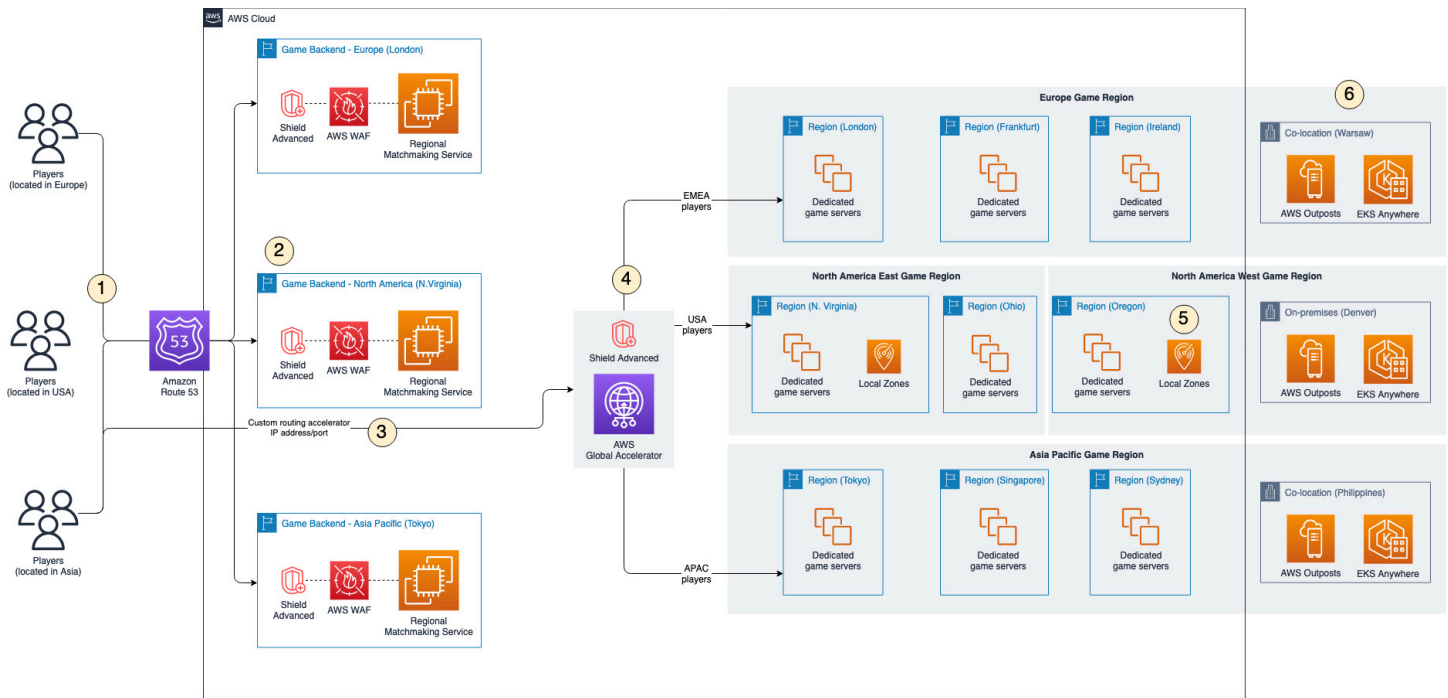 aws
AWS Cloud
Players
(located in Europe)
1
Players
(located in USA)
Players
(located in Asia)
53
Amazon
Route 53
Game Backend - Europe (London)
Shield
Advanced
AWS WAF
Regional
Matchmaking Service
2
Game Backend - North America (N.Virginia)
Shield
Advanced
AWS WAF
Regional
Matchmaking Service
Custom routing accelerator
IP address/port
3
Game Backend - Asia Pacific (Tokyo)
Shield
Advanced
AWS WAF
Regional
Matchmaking Service
4
Shield Advanced
AWS
Global Accelerator
EMEA
players
USA
players
APAC
players
Europe Game Region
6
Region (London)
Dedicated
game servers
Region (Frankfurt)
Dedicated
game servers
Region (Ireland)
Dedicated
game servers
Co-location (Warsaw)
AWS Outposts
EKS Anywhere
North America East Game Region
Region (N. Virginia)
Dedicated
game servers
Local Zones
Region (Ohio)
Dedicated
game servers
North America West Game Region
Region (Oregon)
5
Dedicated
game servers
Local Zones
On-premises (Denver)
AWS Outposts
EKS Anywhere
Asia Pacific Game Region
Region (Tokyo)
Dedicated
game servers
Region (Singapore)
Dedicated
game servers
Region (Sydney)
Dedicated
game servers
Co-location (Philippines)
AWS Outposts
EKS Anywhere